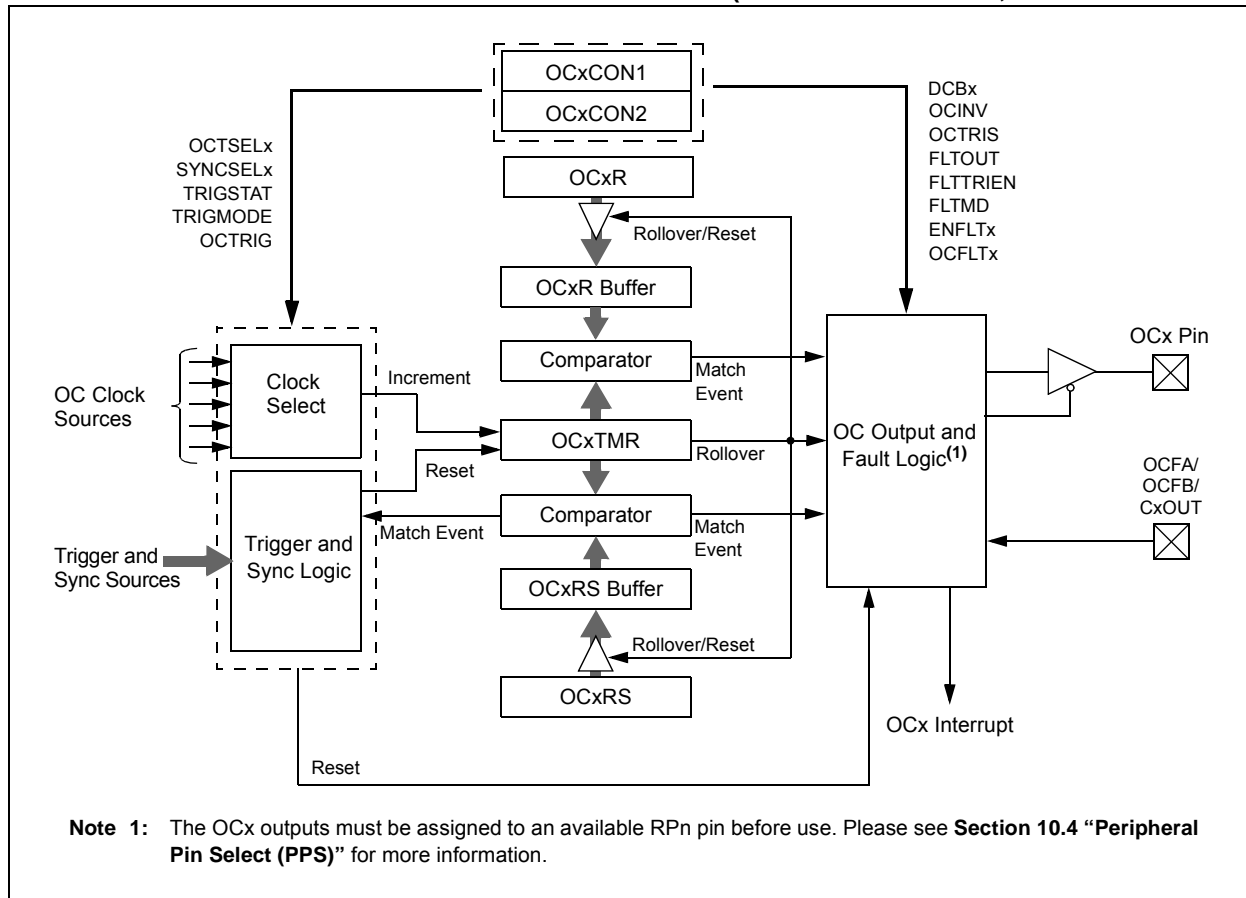 OCxCON1
OCxCON2
OCTSELx
SYNCSELx
TRIGSTAT
TRIGMODE
OCTRIG
DCBx
OCINV
OCTRIS
FLTOUT
FLTTRIEN
FLTMD
ENFLTx
OCFLTx
OCxR
Rollover/Reset
OCxR Buffer
Comparator
Match
Event
OC Clock
Sources
Clock
Select
Increment
OCxTMR
Rollover
Reset
OC Output and
Fault Logic(1)
OCx Pin
OCFA/
OCFB/
CxOUT
Comparator
Match Event
Match
Event
Trigger and
Sync Sources
Trigger and
Sync Logic
OCxRS Buffer
Rollover/Reset
OCxRS
OCx Interrupt
Reset
Note 1: The OCx outputs must be assigned to an available RPn pin before use. Please see Section 10.4 “Peripheral
Pin Select (PPS)” for more information.